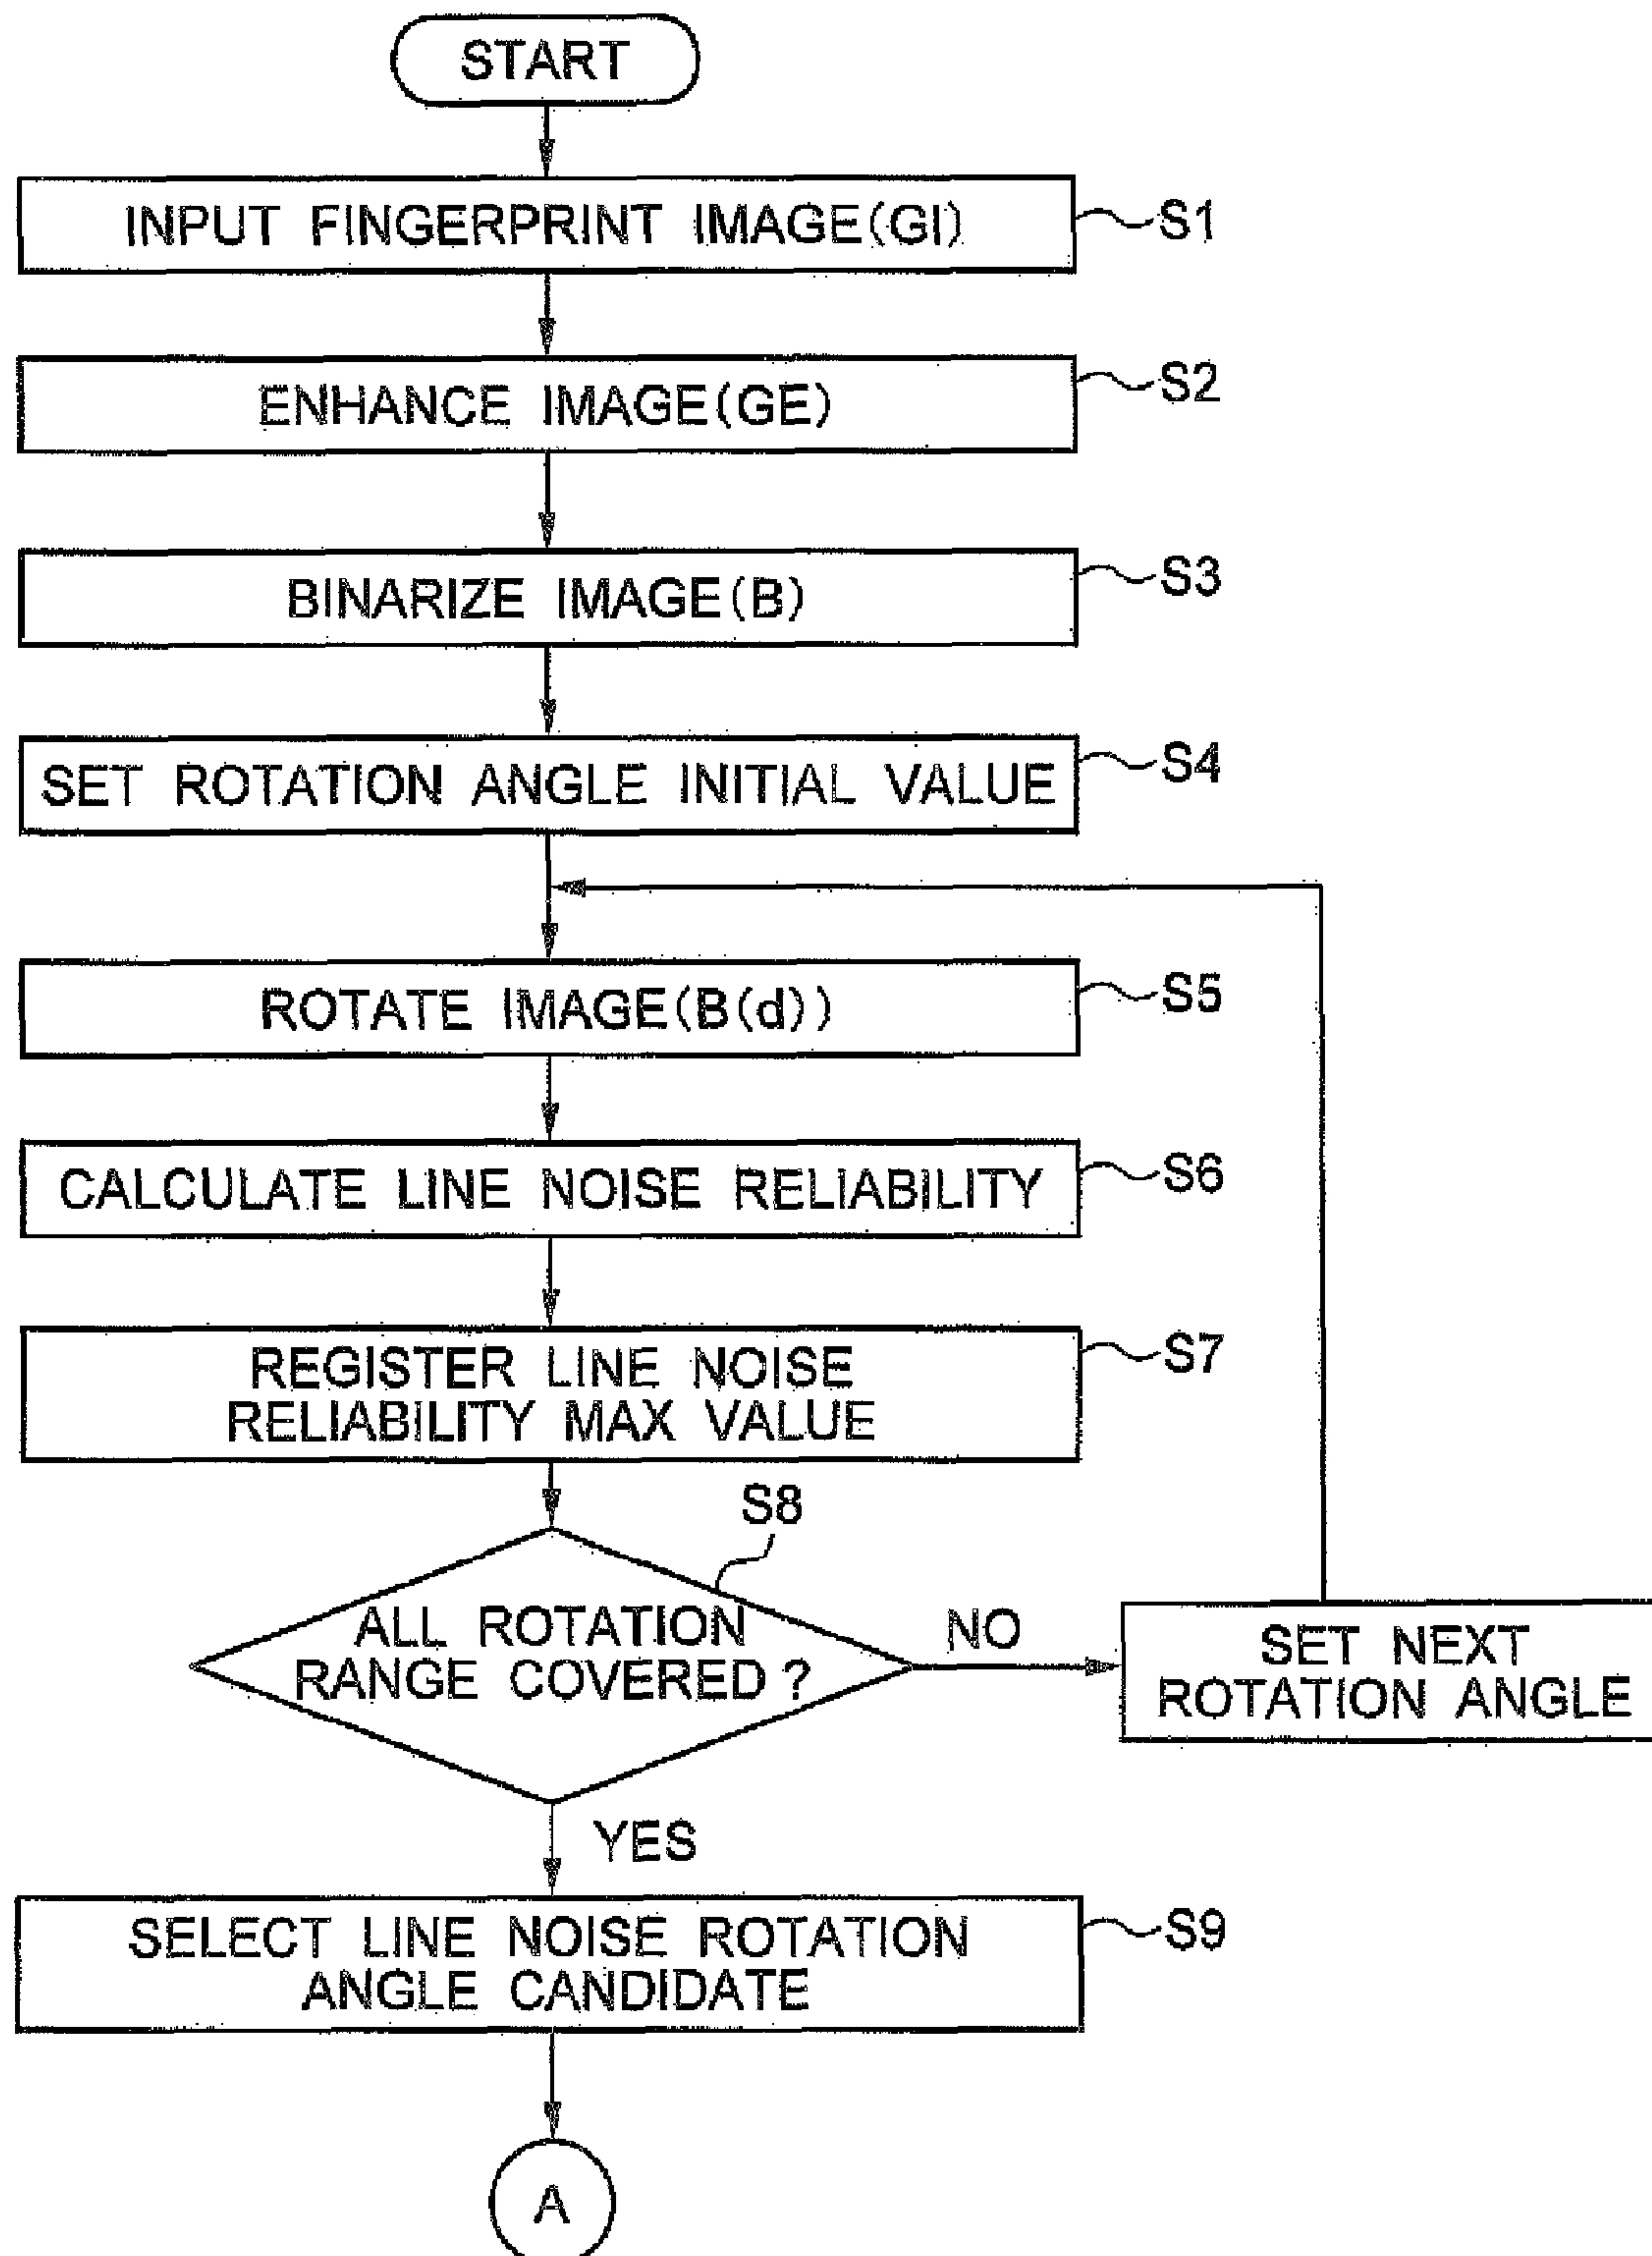 START
INPUT FINGERPRINT IMAGE(GI)
S1
ENHANCE IMAGE(GE)
S2
BINARIZE IMAGE(B)
S3
SET ROTATION ANGLE INITIAL VALUE
S4
ROTATE IMAGE(B(d))
S5
CALCULATE LINE NOISE RELIABILITY
S6
REGISTER LINE NOISE
RELIABILITY MAX VALUE
S7
S8
ALL ROTATION
RANGE COVERED?
NO
SET NEXT
ROTATION ANGLE
YES
SELECT LINE NOISE ROTATION
ANGLE CANDIDATE
S9
A